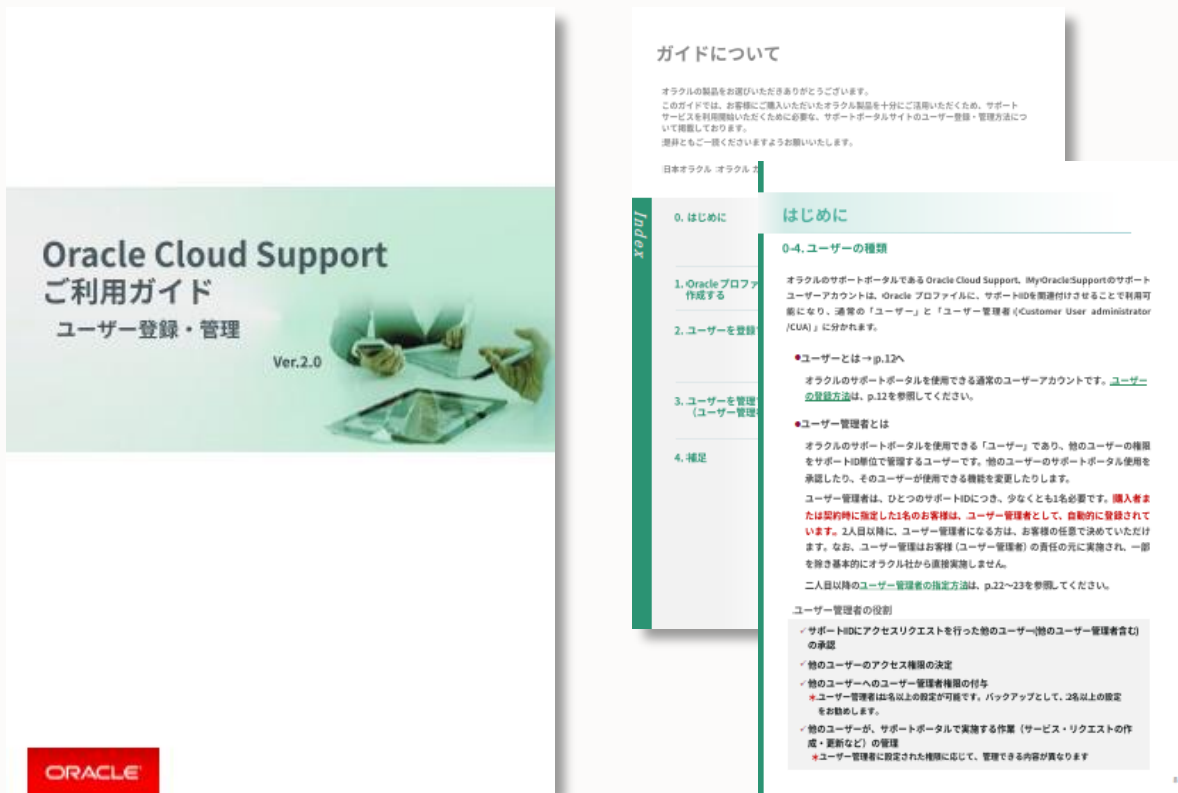 Oracle Cloud Support
ご利用ガイド
ユーザー登録・管理
Ver.2.0
ORACLE
ガイドについて
オラクルの製品をお選びいただきありがとうございます。
このガイドでは、お客様にご購入いただいたオラクル製品を十分にご活用いただくため、サポート
サービスを利用開始いただくために必要な、サポートポータルサイトのユーザー登録・管理方法につ
いて掲載しております。
是非ともご一読くださいますようお願いいたします。
日本オラクル オラクル カ
Index
0. はじめに
1. Oracle プロファ
作成する
2. ユーザーを登録
3. ユーザーを管理
(ユーザー管理
4. 補足
はじめに
0-4. ユーザーの種類
オラクルのサポートポータルである Oracle Cloud Support、My Oracle Supportのサポート
ユーザーアカウントは、Oracle プロファイルに、サポートIDを関連付けさせることで利用可
能になり、通常の「ユーザー」と「ユーザー管理者 (Customer User administrator
/CUA) 」に分かれます。
●ユーザーとは → p.12へ
オラクルのサポートポータルを使用できる通常のユーザーアカウントです。ユーザー
の登録方法は、p.12を参照してください。
●ユーザー管理者とは
オラクルのサポートポータルを使用できる「ユーザー」であり、他のユーザーの権限
をサポートID単位で管理するユーザーです。他のユーザーのサポートポータル使用を
承認したり、そのユーザーが使用できる機能を変更したりします。
ユーザー管理者は、ひとつのサポートIDにつき、少なくとも1名必要です。購入者ま
たは契約時に指定した1名のお客様は、ユーザー管理者として、自動的に登録されて
います。2人目以降に、ユーザー管理者になる方は、お客様の任意で決めていただけ
ます。なお、ユーザー管理はお客様（ユーザー管理者）の責任の元に実施され、一部
を除き基本的にオラクル社から直接実施しません。
二人目以降のユーザー管理者の指定方法は、p.22～23を参照してください。
ユーザー管理者の役割
✓ サポートIDにアクセスリクエストを行った他のユーザー(他のユーザー管理者含む)
の承認
✓ 他のユーザーのアクセス権限の決定
✓ 他のユーザーへのユーザー管理者権限の付与
＊ユーザー管理者は2名以上の設定が可能です。バックアップとして、2名以上の設定
をお勧めします。
✓ 他のユーザーが、サポートポータルで実施する作業（サービス・リクエストの作
成・更新など）の管理
＊ユーザー管理者に設定された権限に応じて、管理できる内容が異なります
8